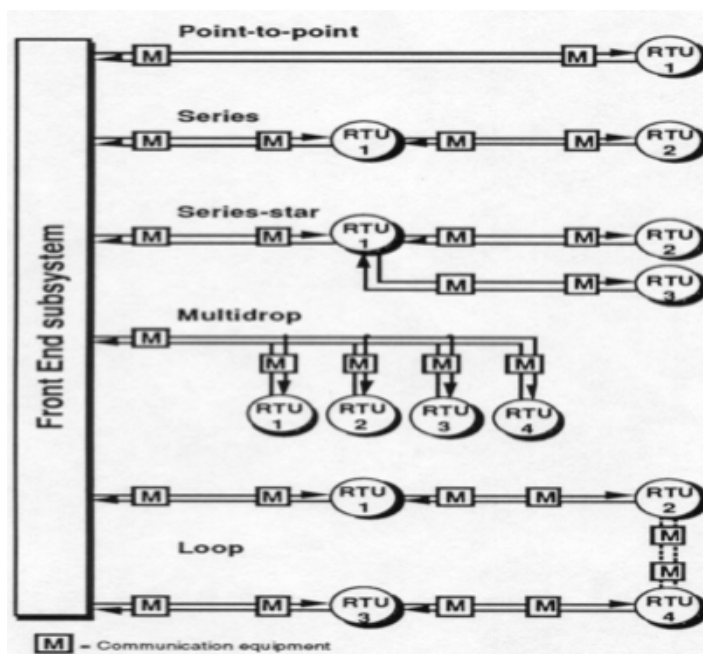 Point-to-point
M M RTU 1
Series
M M RTU 1 M M RTU 2
Series-star
M M RTU 1 M M RTU 2
M M RTU 3
Multidrop
M
M M M M
RTU 1 RTU 2 RTU 3 RTU 4
M M RTU 1 M M RTU 2
M
Loop
M
M M RTU 3 M M RTU 4
Front End subsystem
M = Communication equipment